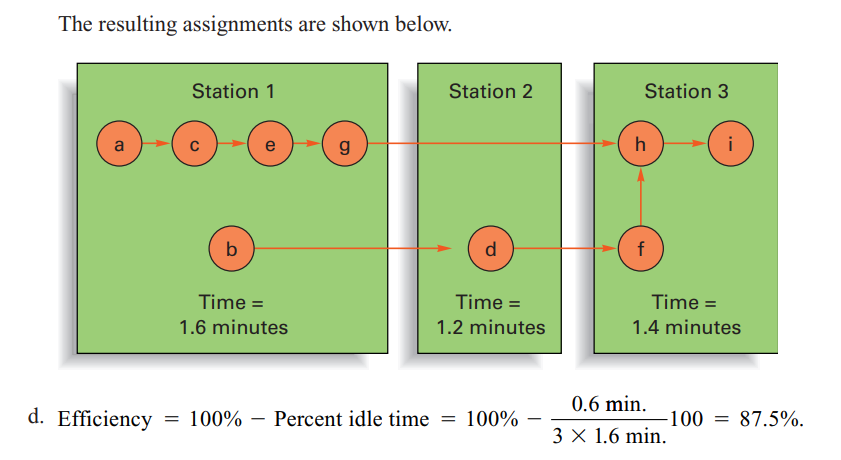 The resulting assignments are shown below.
Station 1 Station 2 Station 3
a c e g h i
b d f
Time = Time = Time =
1.6 minutes 1.2 minutes 1.4 minutes
d. Efficiency = 100% − Percent idle time = 100% − 0.6 min. / 3 × 1.6 min. 100 = 87.5%.